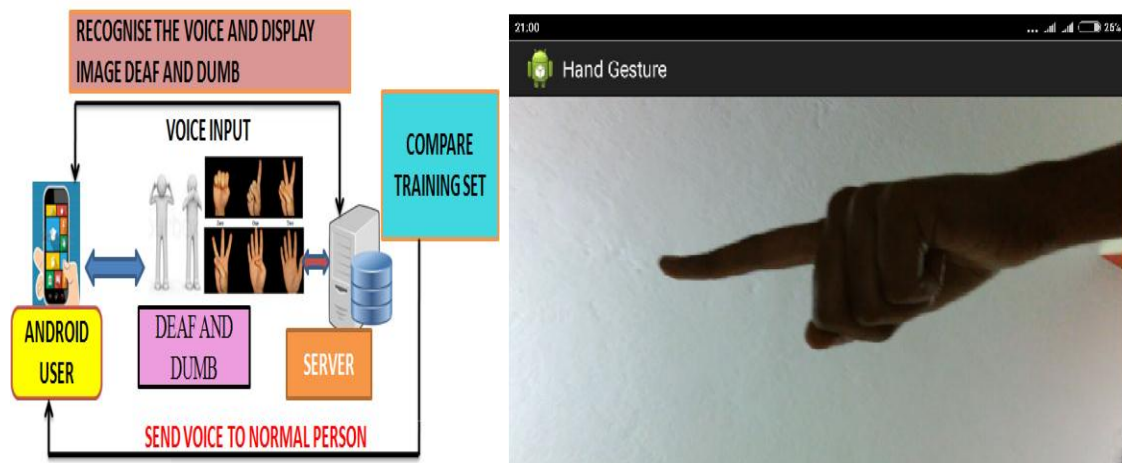 RECOGNISE THE VOICE AND DISPLAY
IMAGE DEAF AND DUMB
VOICE INPUT
COMPARE
TRAINING SET
ANDROID
USER
DEAF AND
DUMB
SERVER
SEND VOICE TO NORMAL PERSON
21:00
25%
Hand Gesture